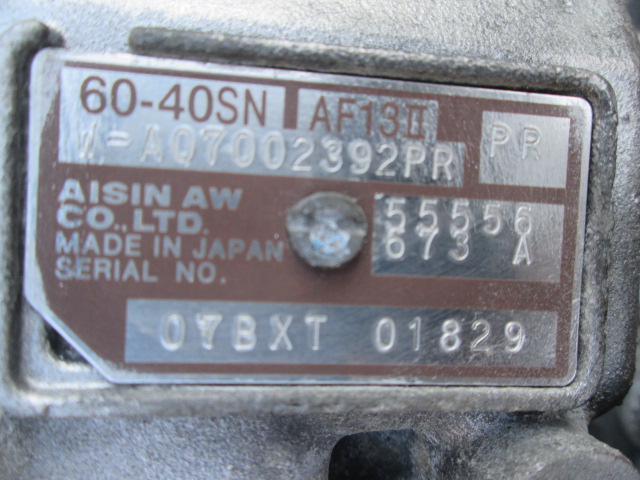 60-40SN AF13II
W=AQ7002392PR PR
AISIN AW
CO.,LTD.
55556
MADE IN JAPAN
673 A
SERIAL NO.
07BXT 01829